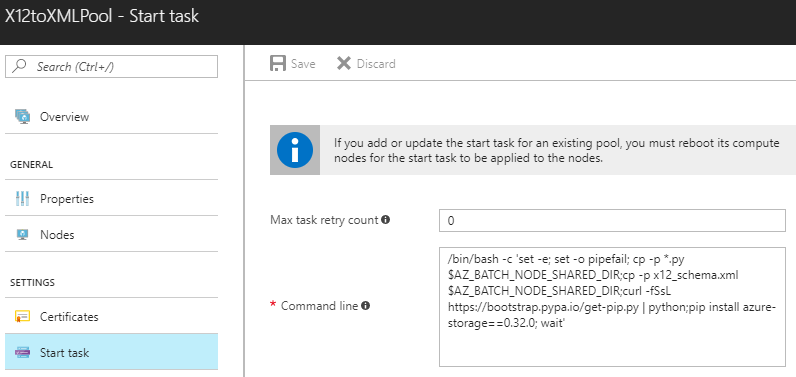 X12toXMLPool - Start task
Search (Ctrl+/)
Save
Discard
Overview
GENERAL
Properties
Nodes
SETTINGS
Certificates
Start task
If you add or update the start task for an existing pool, you must reboot its compute
nodes for the start task to be applied to the nodes.
Max task retry count
0
* Command line
/bin/bash -c 'set -e; set -o pipefail; cp -p *.py
$AZ_BATCH_NODE_SHARED_DIR;cp -p x12_schema.xml
$AZ_BATCH_NODE_SHARED_DIR;curl -fSsL
https://bootstrap.pypa.io/get-pip.py | python;pip install azure-
storage==0.32.0; wait'